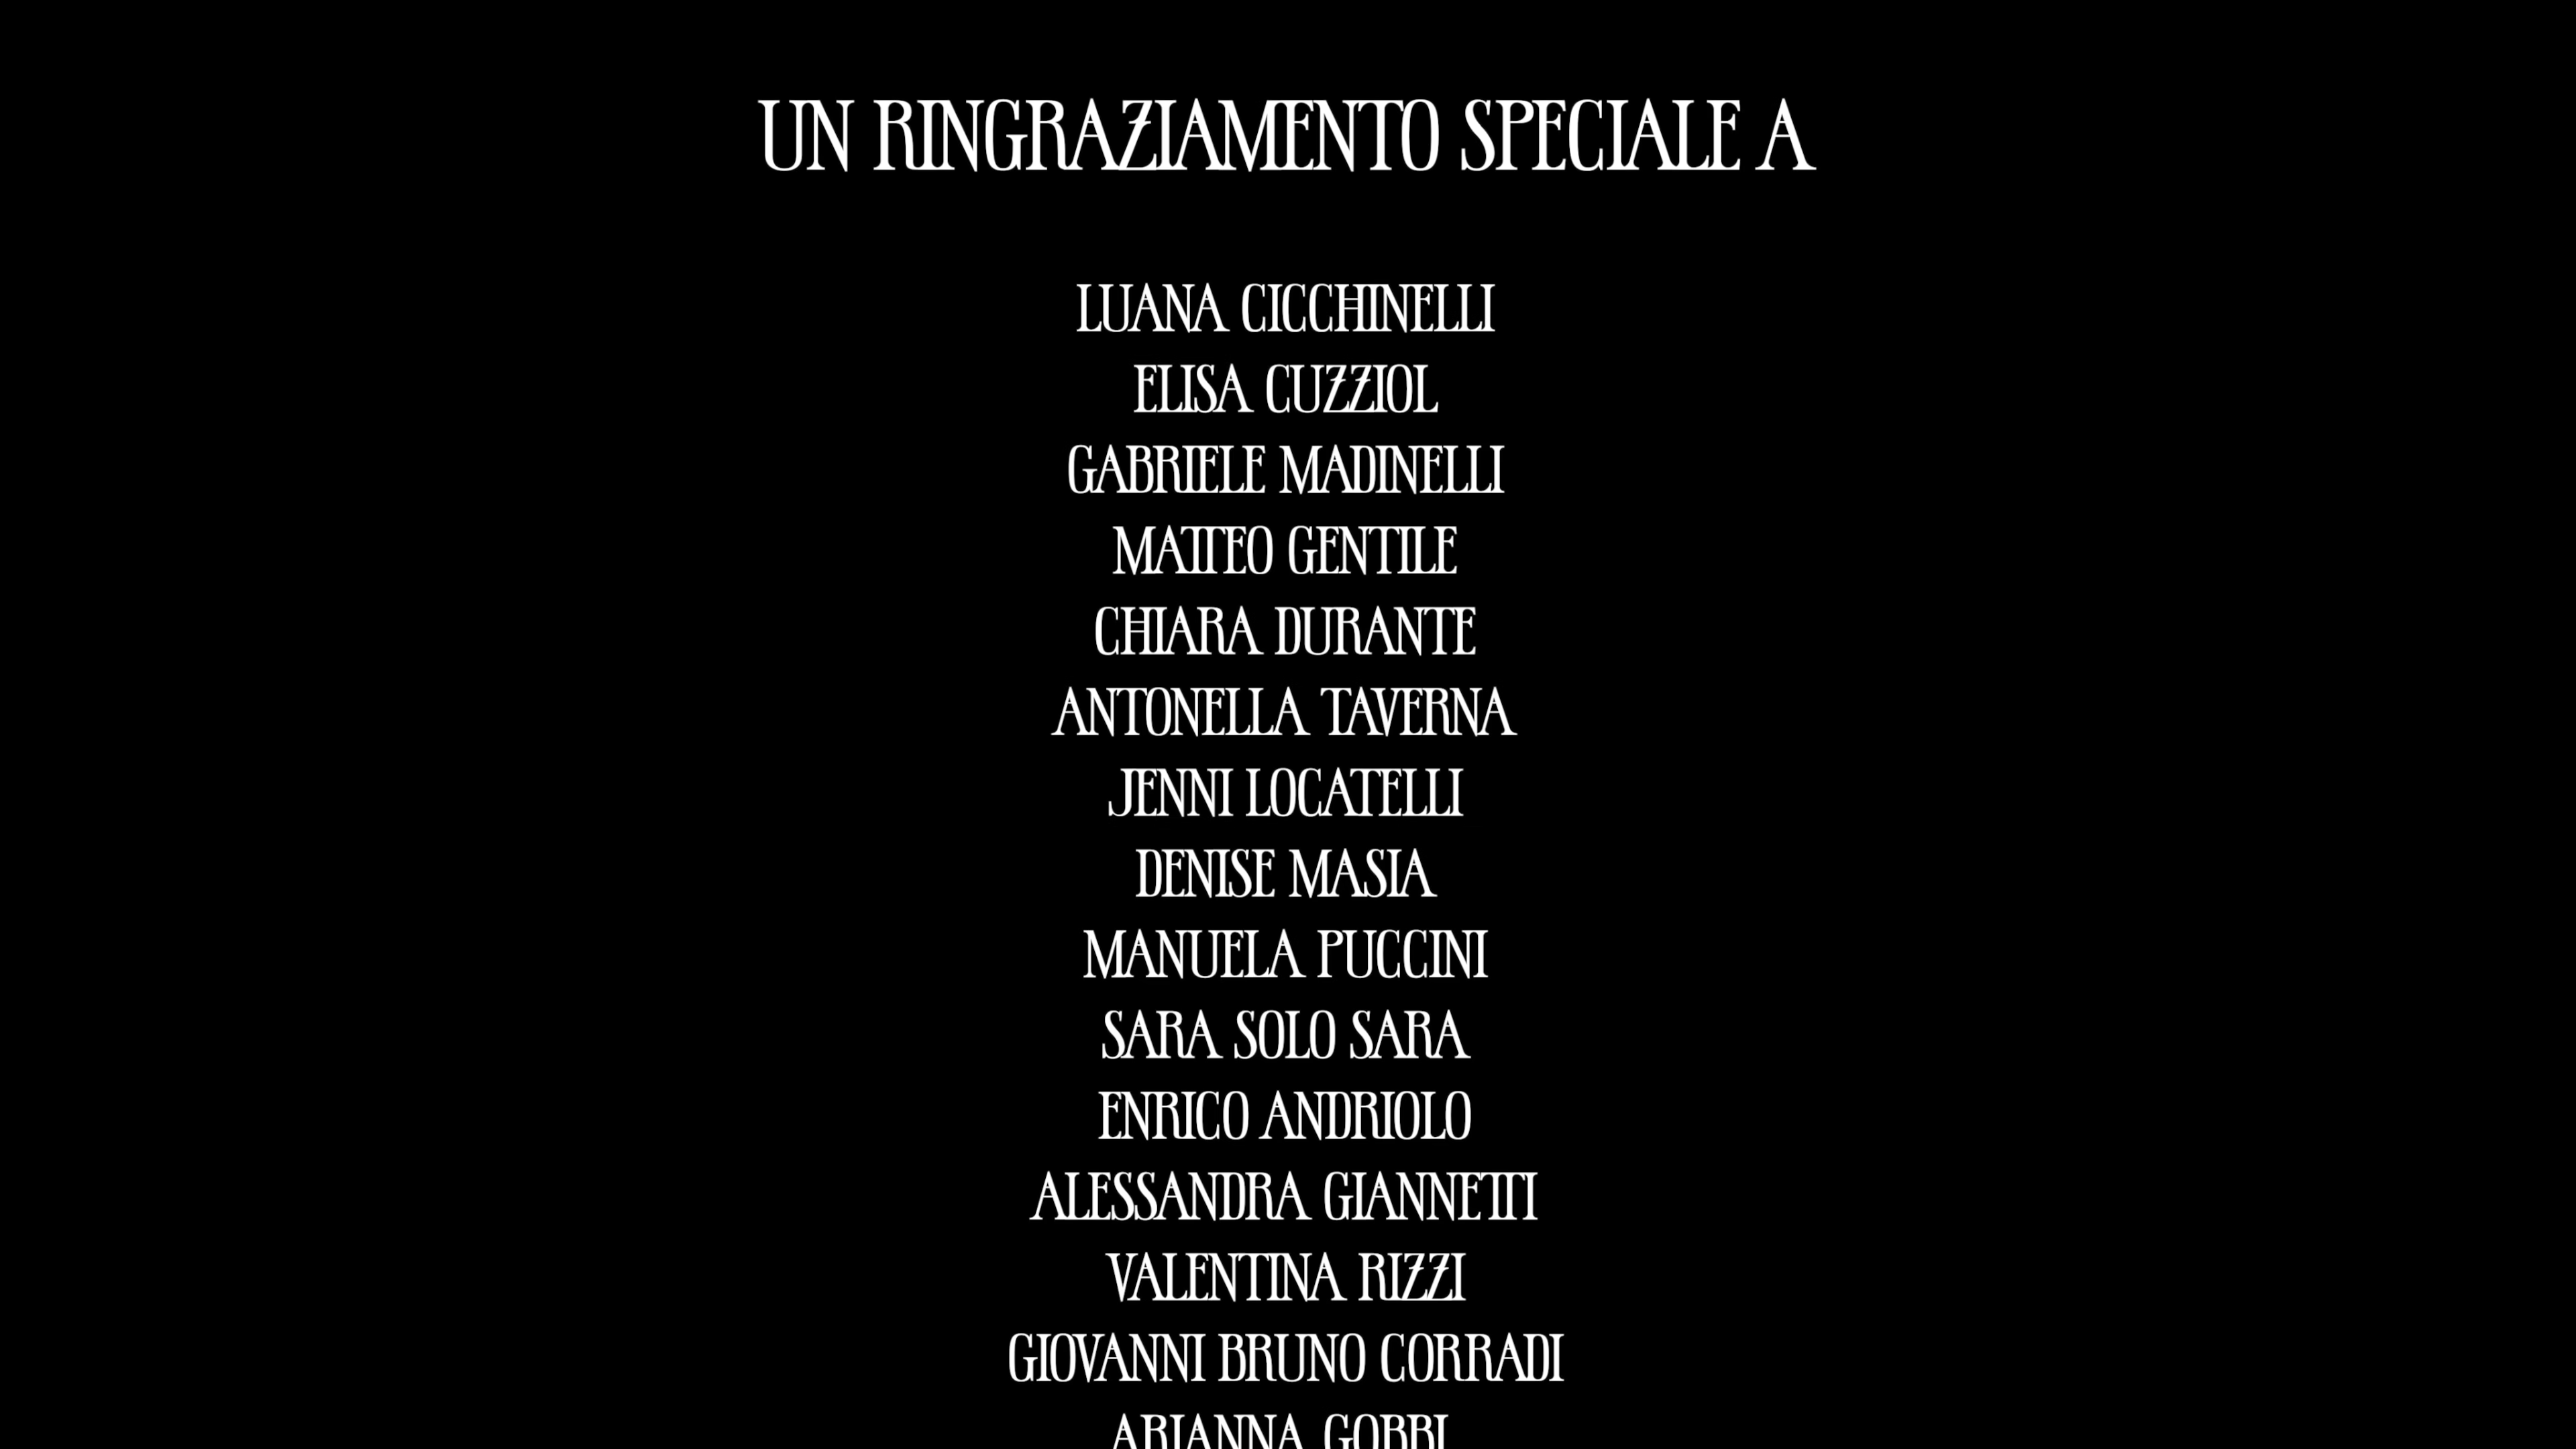 UN RINGRAZIAMENTO SPECIALE A
LUANA CICCHINELLI
ELISA CUZZIOL
GABRIELE MADINELLI
MATTEO GENTILE
CHIARA DURANTE
ANTONELLA TAVERNA
JENNI LOCATELLI
DENISE MASIA
MANUELA PUCCINI
SARA SOLO SARA
ENRICO ANDRIOLO
ALESSANDRA GIANNETTI
VALENTINA RIZZI
GIOVANNI BRUNO CORRADI
ARIANNA GOBBI